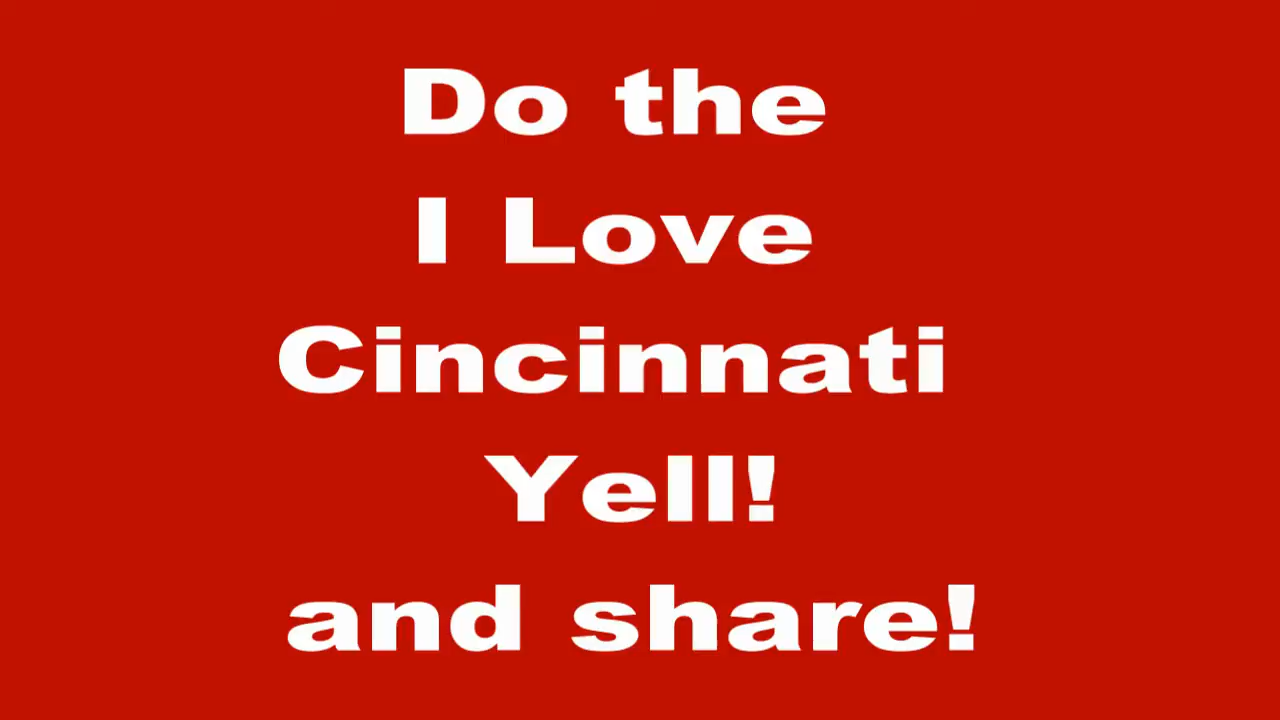 Do the
I Love
Cincinnati
Yell!
and share!